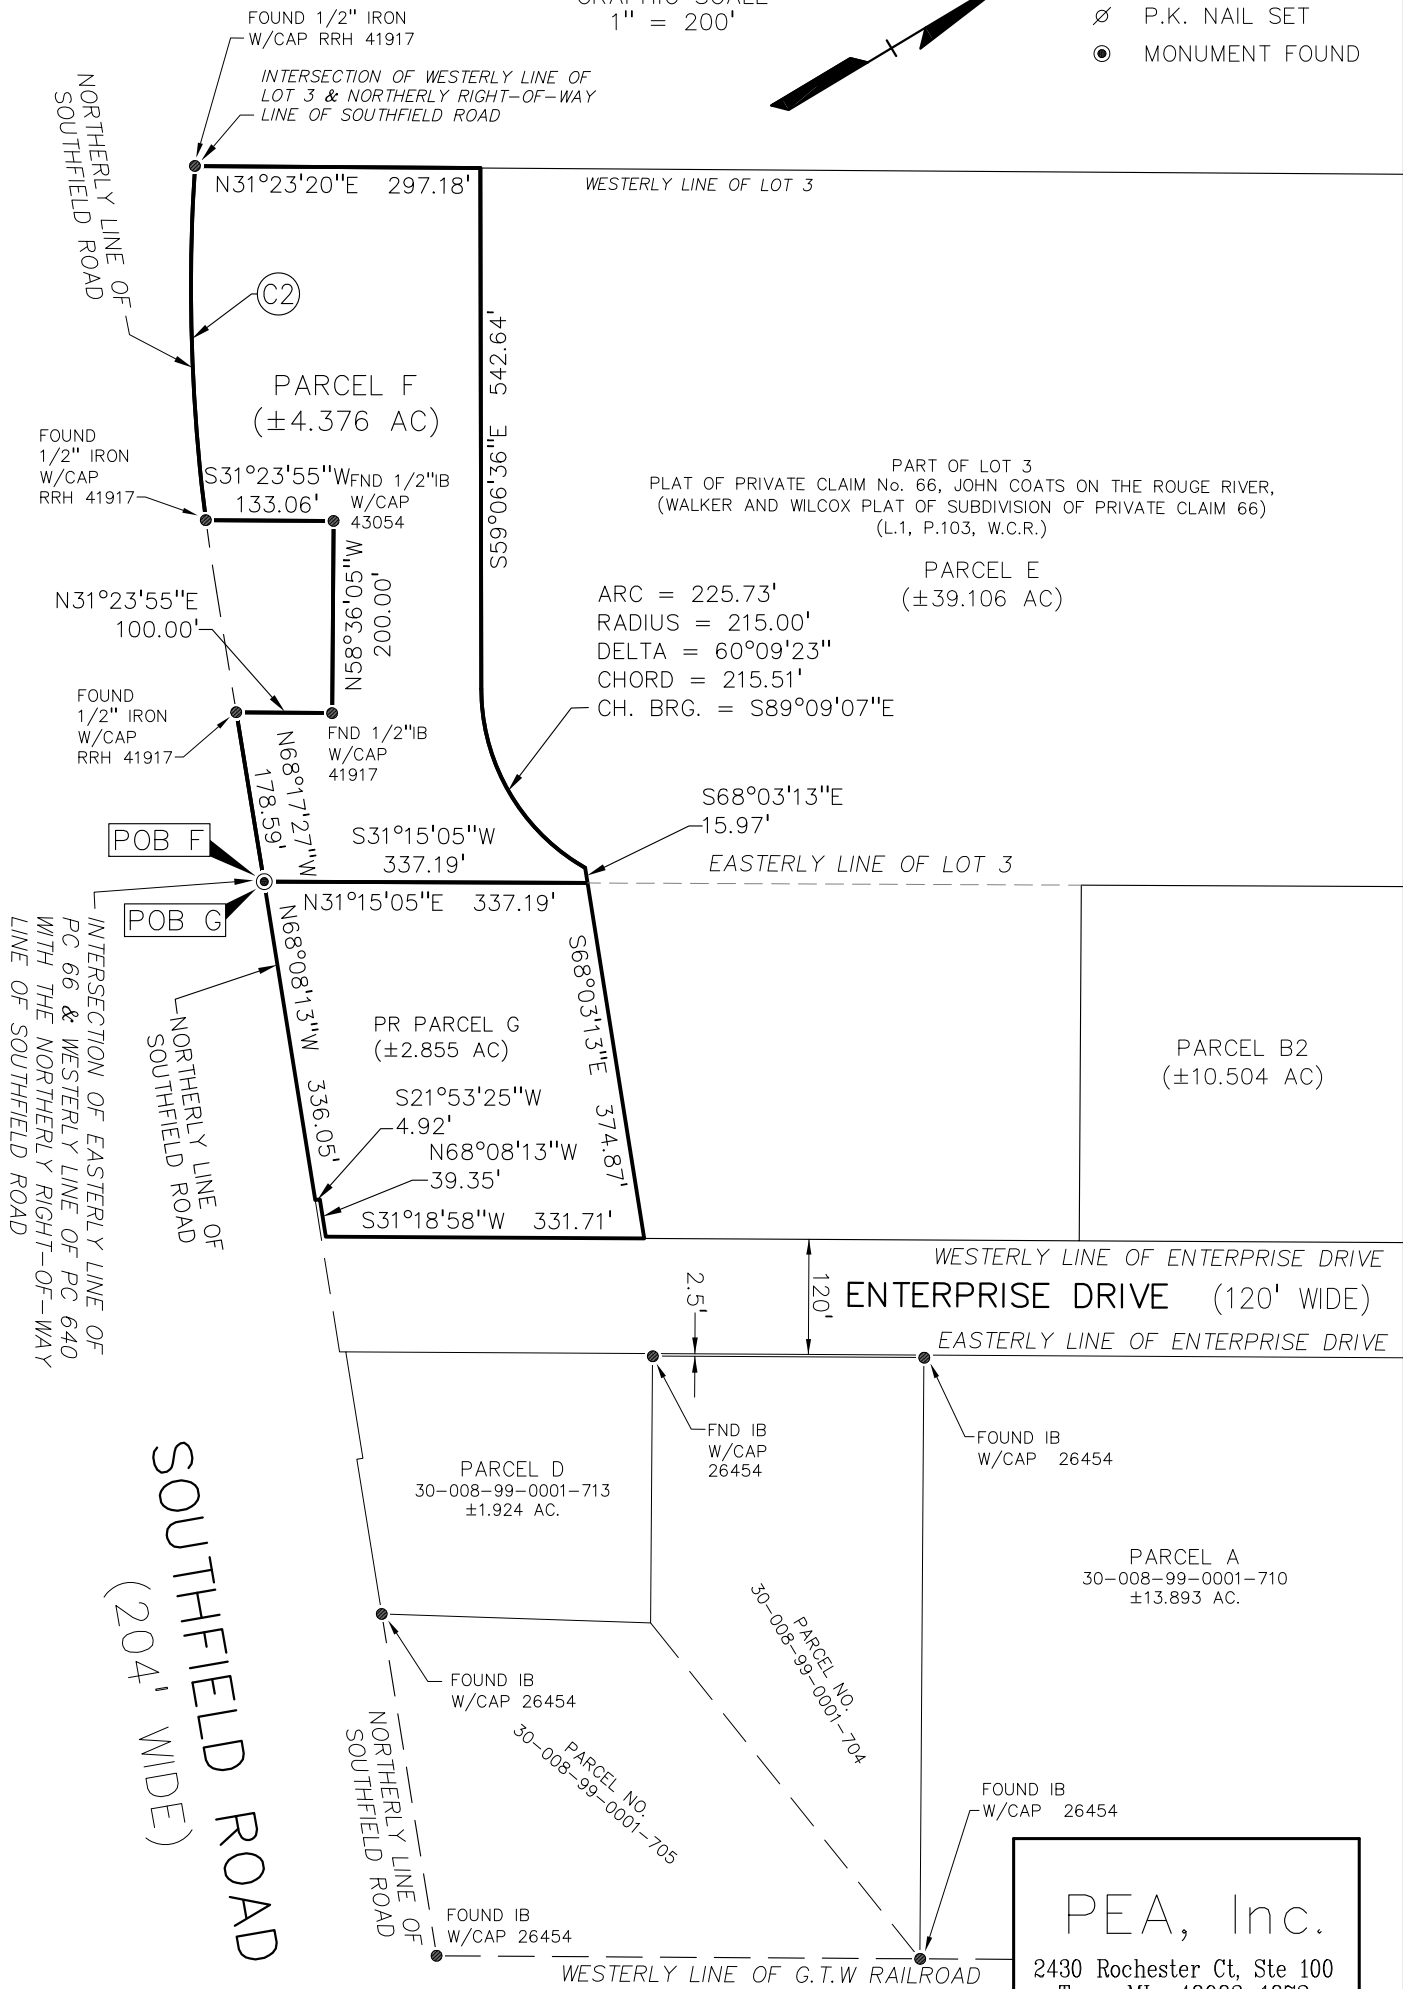 GRAPHIC SCALE
1" = 200'
P.K. NAIL SET
MONUMENT FOUND
FOUND 1/2" IRON
W/CAP RRH 41917
INTERSECTION OF WESTERLY LINE OF
LOT 3 & NORTHERLY RIGHT-OF-WAY
LINE OF SOUTHFIELD ROAD
NORTHERLY LINE OF
SOUTHFIELD ROAD
N31°23'20"E 297.18'
WESTERLY LINE OF LOT 3
C2
S59°06'36"E 542.64'
PARCEL F
(±4.376 AC)
FOUND
1/2" IRON
W/CAP
RRH 41917
S31°23'55"W
133.06'
FND 1/2"IB
W/CAP
43054
PART OF LOT 3
PLAT OF PRIVATE CLAIM No. 66, JOHN COATS ON THE ROUGE RIVER,
(WALKER AND WILCOX PLAT OF SUBDIVISION OF PRIVATE CLAIM 66)
(L.1, P.103, W.C.R.)
PARCEL E
(±39.106 AC)
N58°36'05"W
200.00'
N31°23'55"E
100.00'
ARC = 225.73'
RADIUS = 215.00'
DELTA = 60°09'23"
CHORD = 215.51'
CH. BRG. = S89°09'07"E
FOUND
1/2" IRON
W/CAP
RRH 41917
FND 1/2"IB
W/CAP
41917
N68°17'27"W
178.59'
S68°03'13"E
15.97'
POB F
S31°15'05"W
337.19'
EASTERLY LINE OF LOT 3
N31°15'05"E 337.19'
POB G
INTERSECTION OF EASTERLY LINE OF
PC 66 & WESTERLY LINE OF PC 640
WITH THE NORTHERLY RIGHT-OF-WAY
LINE OF SOUTHFIELD ROAD
NORTHERLY LINE OF
SOUTHFIELD ROAD
N68°08'13"W 336.05'
S68°03'13"E 374.87'
PR PARCEL G
(±2.855 AC)
S21°53'25"W
4.92'
N68°08'13"W
39.35'
S31°18'58"W 331.71'
PARCEL B2
(±10.504 AC)
WESTERLY LINE OF ENTERPRISE DRIVE
2.5'
120'
ENTERPRISE DRIVE (120' WIDE)
EASTERLY LINE OF ENTERPRISE DRIVE
FND IB
W/CAP
26454
FOUND IB
W/CAP 26454
PARCEL D
30-008-99-0001-713
±1.924 AC.
PARCEL A
30-008-99-0001-710
±13.893 AC.
SOUTHFIELD ROAD
(204' WIDE)
PARCEL NO.
30-008-99-0001-704
FOUND IB
W/CAP 26454
PARCEL NO.
30-008-99-0001-705
NORTHERLY LINE OF
SOUTHFIELD ROAD
FOUND IB
W/CAP 26454
FOUND IB
W/CAP 26454
WESTERLY LINE OF G.T.W RAILROAD
PEA, Inc.
2430 Rochester Ct, Ste 100